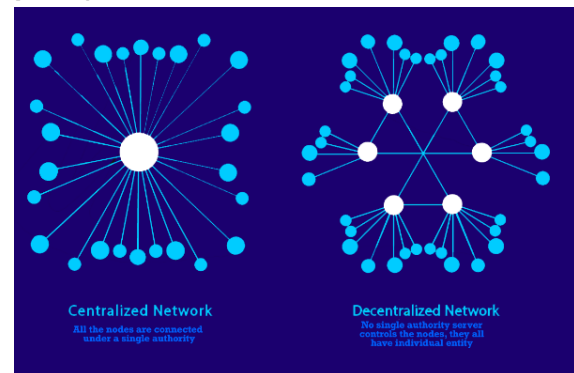 Centralized Network
All the nodes are connected
under a single authority
Decentralized Network
No single authority server
controls the nodes, they all
have individual entity